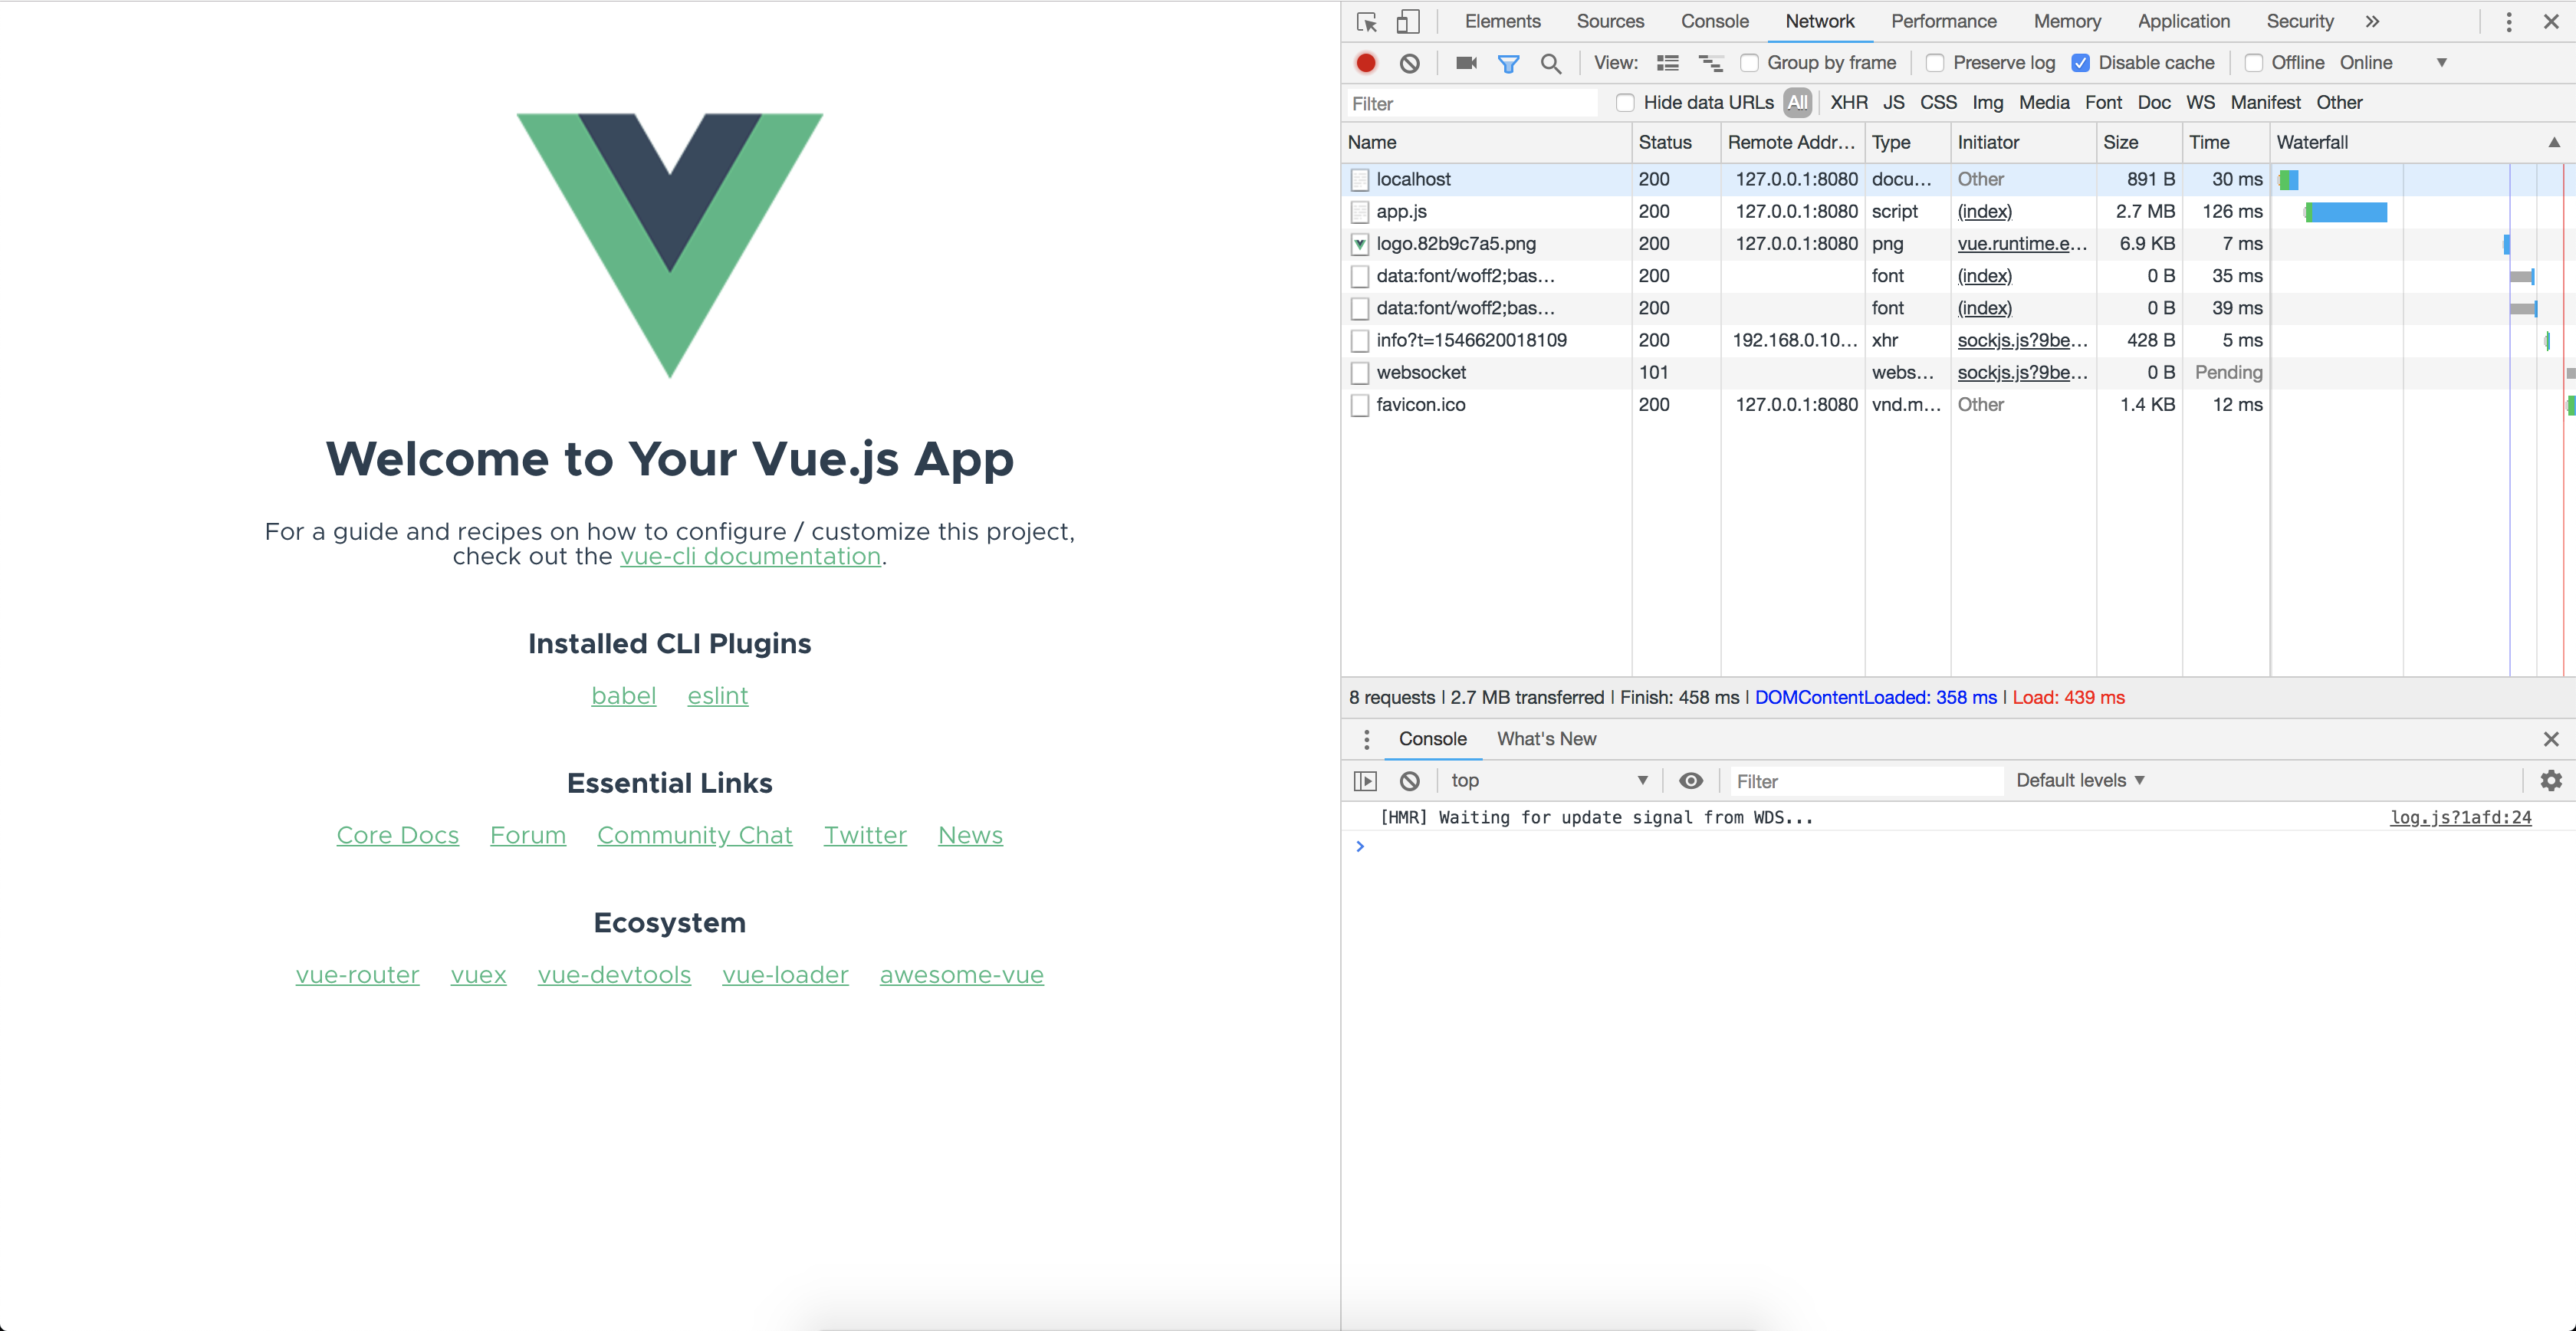 Welcome to Your Vue.js App
For a guide and recipes on how to configure / customize this project,
check out the vue-cli documentation.
Installed CLI Plugins
babel eslint
Essential Links
Core Docs Forum Community Chat Twitter News
Ecosystem
vue-router vuex vue-devtools vue-loader awesome-vue
Elements Sources Console Network Performance Memory Application Security
View: Group by frame Preserve log Disable cache Offline Online
Filter Hide data URLs All XHR JS CSS Img Media Font Doc WS Manifest Other
Name Status Remote Addr... Type Initiator Size Time Waterfall
localhost 200 127.0.0.1:8080 docu... Other 891 B 30 ms
app.js 200 127.0.0.1:8080 script (index) 2.7 MB 126 ms
logo.82b9c7a5.png 200 127.0.0.1:8080 png vue.runtime.e... 6.9 KB 7 ms
data:font/woff2;bas... 200 font (index) 0 B 35 ms
data:font/woff2;bas... 200 font (index) 0 B 39 ms
info?t=1546620018109 200 192.168.0.10... xhr sockjs.js?9be... 428 B 5 ms
websocket 101 webs... sockjs.js?9be... 0 B Pending
favicon.ico 200 127.0.0.1:8080 vnd.m... Other 1.4 KB 12 ms
8 requests | 2.7 MB transferred | Finish: 458 ms | DOMContentLoaded: 358 ms | Load: 439 ms
Console What's New
top Filter Default levels
[HMR] Waiting for update signal from WDS... log.js?1afd:24